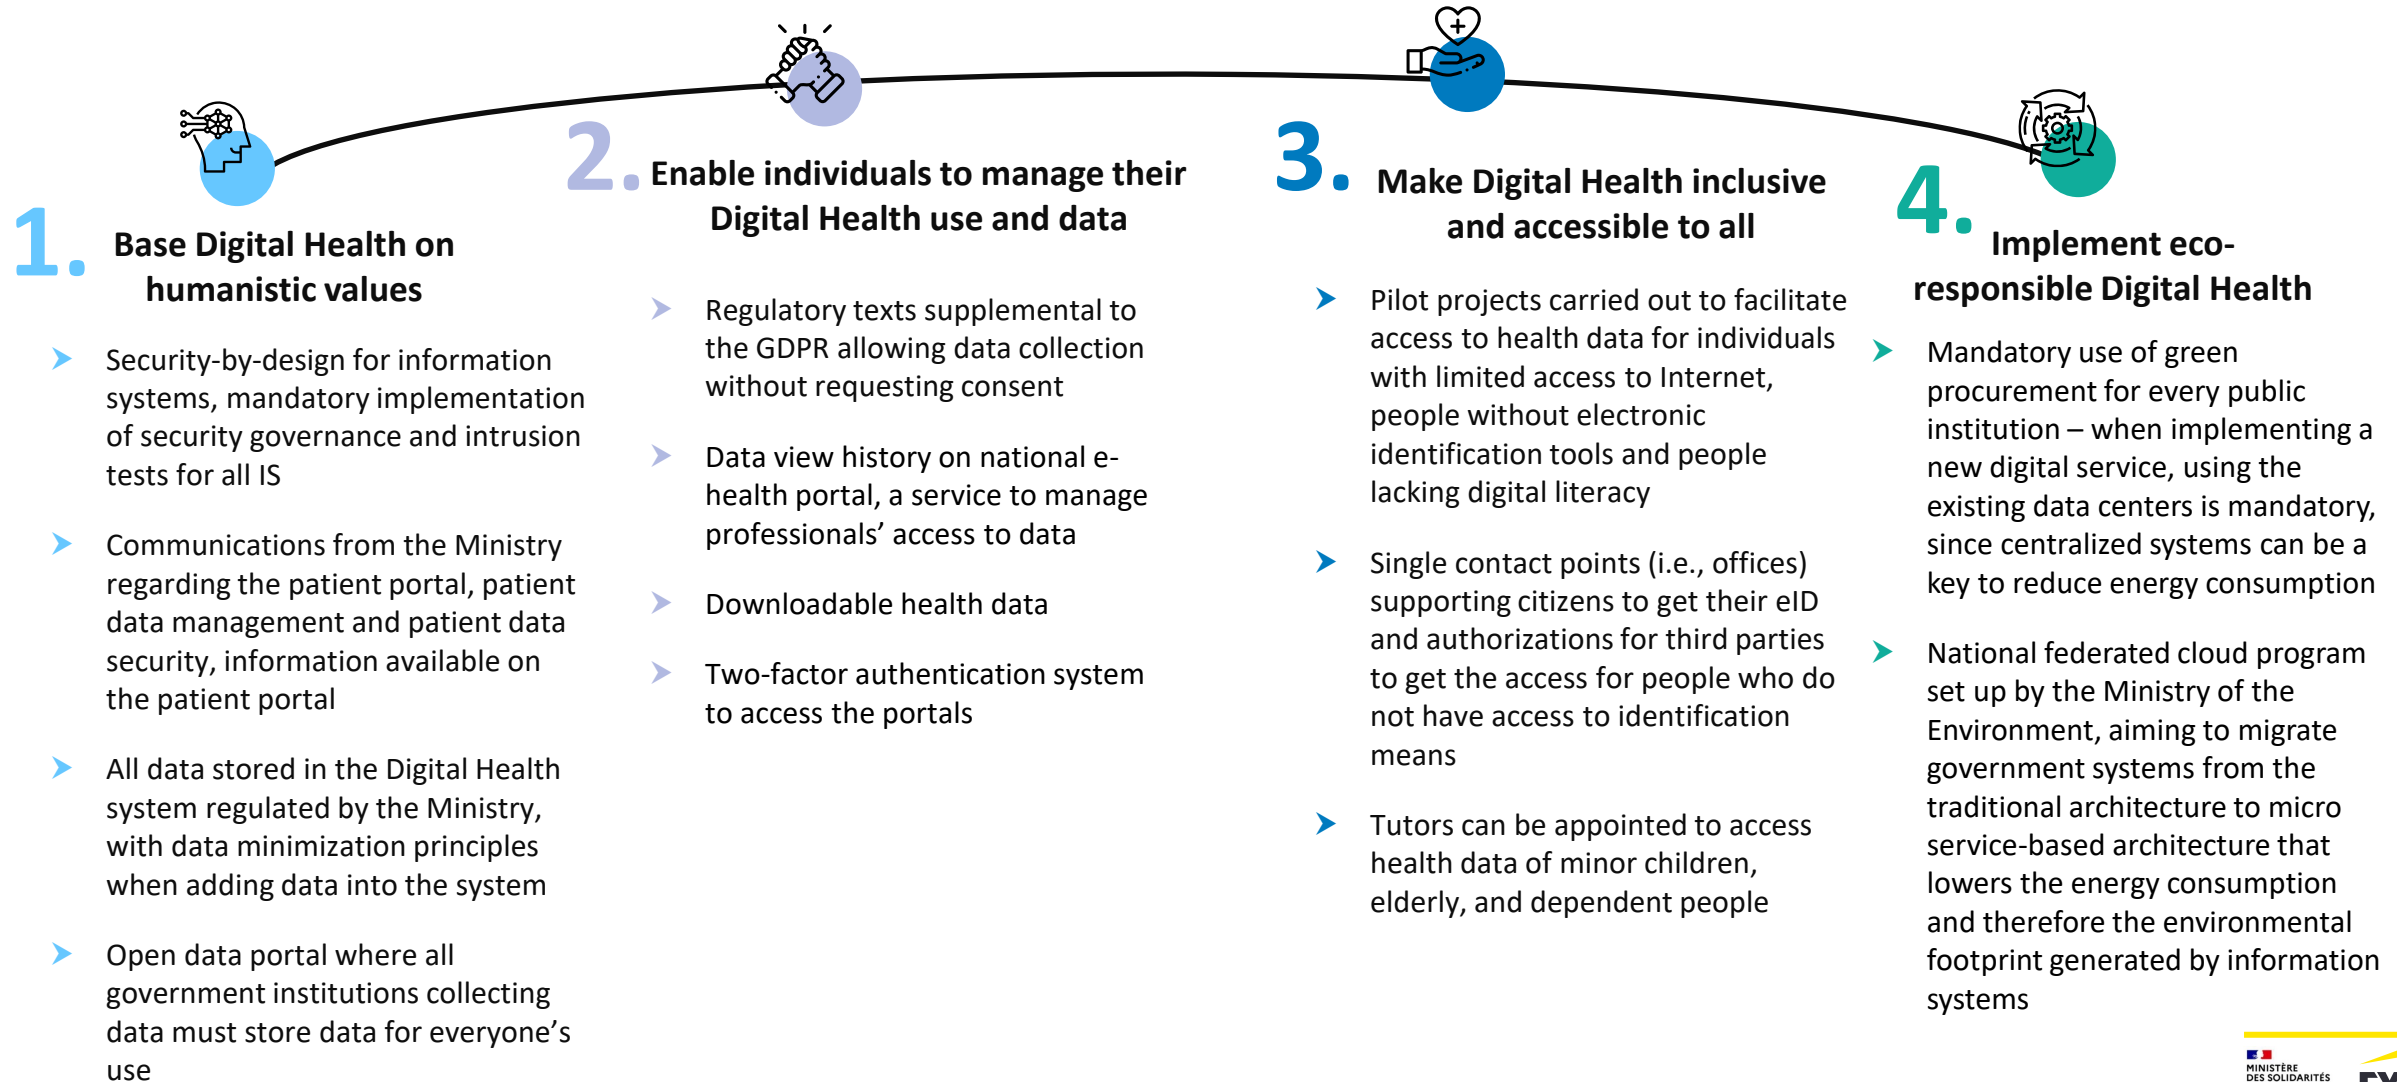 1.
Base Digital Health on
humanistic values
Security-by-design for information
systems, mandatory implementation
of security governance and intrusion
tests for all IS
Communications from the Ministry
regarding the patient portal, patient
data management and patient data
security, information available on
the patient portal
All data stored in the Digital Health
system regulated by the Ministry,
with data minimization principles
when adding data into the system
Open data portal where all
government institutions collecting
data must store data for everyone’s
use
2.
Enable individuals to manage their
Digital Health use and data
Regulatory texts supplemental to
the GDPR allowing data collection
without requesting consent
Data view history on national e-
health portal, a service to manage
professionals’ access to data
Downloadable health data
Two-factor authentication system
to access the portals
3.
Make Digital Health inclusive
and accessible to all
Pilot projects carried out to facilitate
access to health data for individuals
with limited access to Internet,
people without electronic
identification tools and people
lacking digital literacy
Single contact points (i.e., offices)
supporting citizens to get their eID
and authorizations for third parties
to get the access for people who do
not have access to identification
means
Tutors can be appointed to access
health data of minor children,
elderly, and dependent people
4.
Implement eco-
responsible Digital Health
Mandatory use of green
procurement for every public
institution – when implementing a
new digital service, using the
existing data centers is mandatory,
since centralized systems can be a
key to reduce energy consumption
National federated cloud program
set up by the Ministry of the
Environment, aiming to migrate
government systems from the
traditional architecture to micro
service-based architecture that
lowers the energy consumption
and therefore the environmental
footprint generated by information
systems
MINISTÈRE
DES SOLIDARITÉS